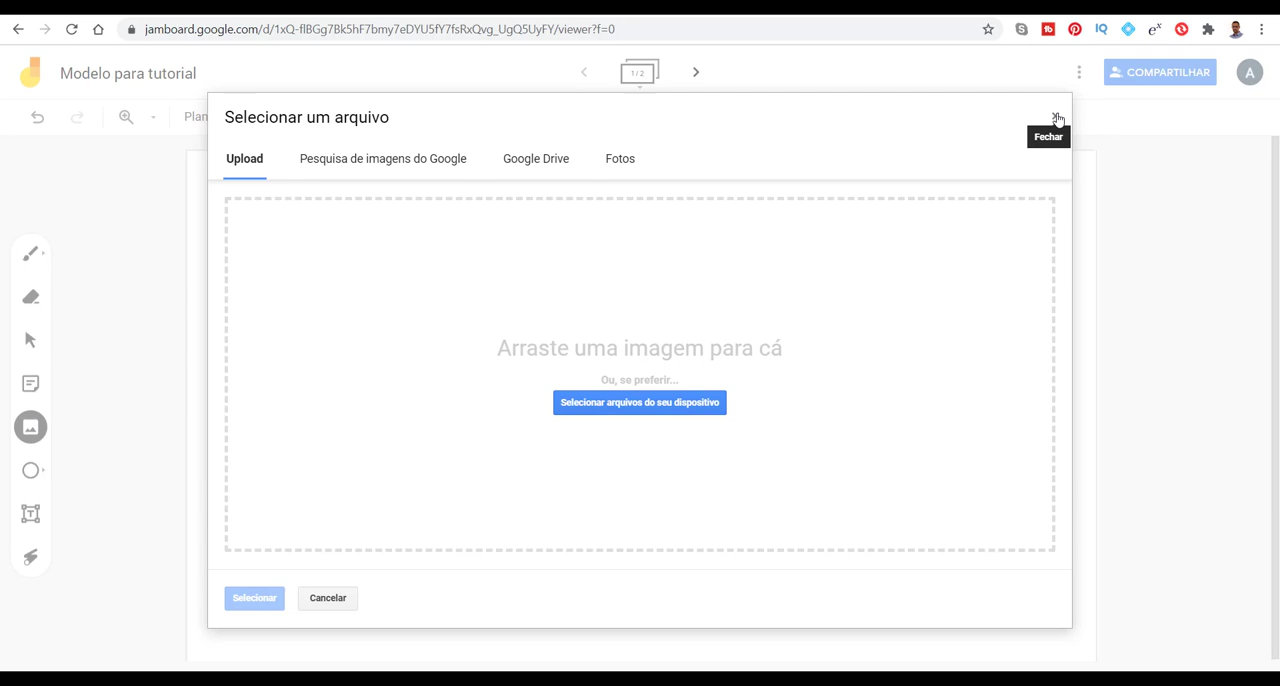 jamboard.google.com/d/1xQ-flBGg7Bk5hF7bmy7eDYU5fY7fsRxQvg_UgQ5UyFY/viewer?f=0
Modelo para tutorial
1 / 2
COMPARTILHAR
A
Plan
Selecionar um arquivo
Fechar
Upload
Pesquisa de imagens do Google
Google Drive
Fotos
Arraste uma imagem para cá
Ou, se preferir...
Selecionar arquivos do seu dispositivo
Selecionar
Cancelar